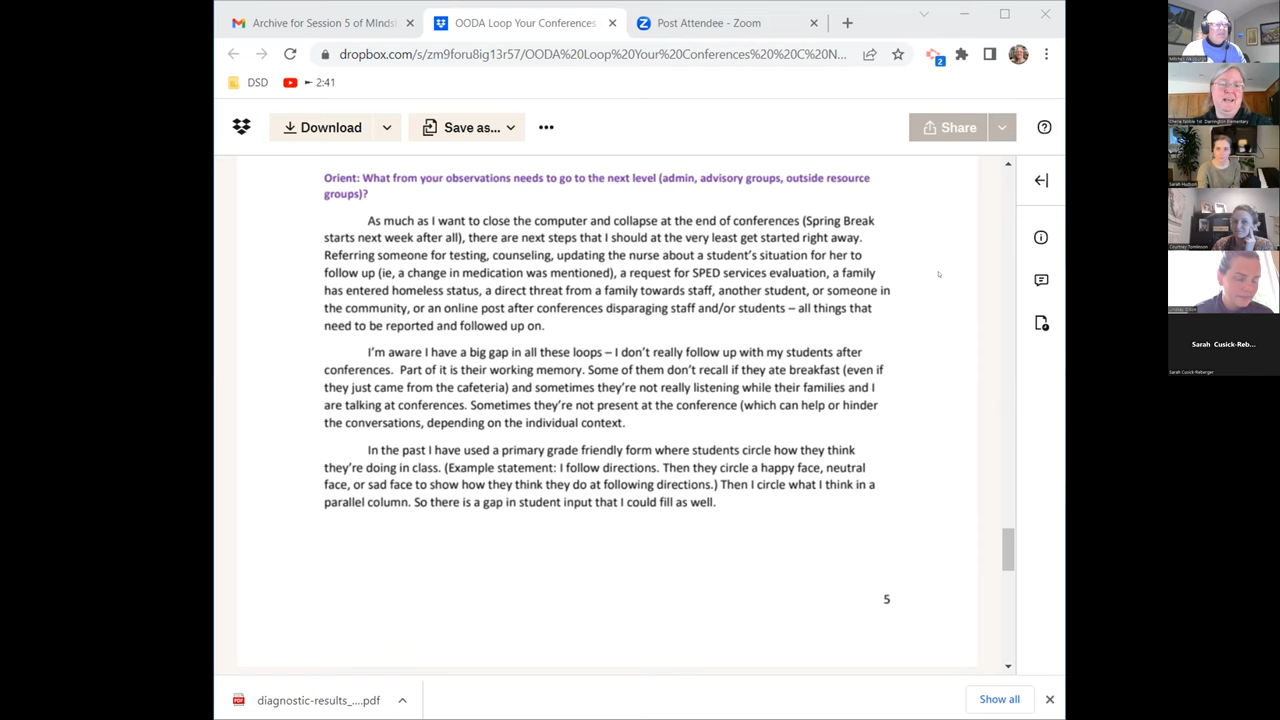 Archive for Session 5 of Mindsl
OODA Loop Your Conferences
Post Attendee - Zoom
dropbox.com/s/zm9fon8iq13r57/OODA%20Loop%20Your%20Conferences%20%20C%20N...
2
DSD
► 2:41
Download
Save as...
Share
Orient: What from your observations needs to go to the next level (admin, advisory groups, outside resource
groups)?
As much as I want to close the computer and collapse at the end of conferences (Spring Break
starts next week after all), there are next steps that I should at the very least get started right away.
Referring someone for testing, counseling, updating the nurse about a student's situation for her to
follow up (ie, a change in medication was mentioned), a request for SPED services evaluation, a family
has entered homeless status, a direct threat from a family towards staff, another student, or someone in
the community, or an online post after conferences disparaging staff and/or students – all things that
need to be reported and followed up on.
I'm aware I have a big gap in all these loops – I don't really follow up with my students after
conferences. Part of it is their working memory. Some of them don't recall if they ate breakfast (even if
they just came from the cafeteria) and sometimes they're not really listening while their families and I
are talking at conferences. Sometimes they're not present at the conference (which can help or hinder
the conversations, depending on the individual context.
In the past I have used a primary grade friendly form where students circle how they think
they're doing in class. (Example statement: I follow directions. Then they circle a happy face, neutral
face, or sad face to show how they think they do at following directions.) Then I circle what I think in a
parallel column. So there is a gap in student input that I could fill as well.
5
diagnostic-results_....pdf
Show all
Cherie Noble 1st Darrington Elementary
Sarah Hudson
Courtney Tomlinson
Sarah Cusick-Reb...
Sarah Cusick-Reberger